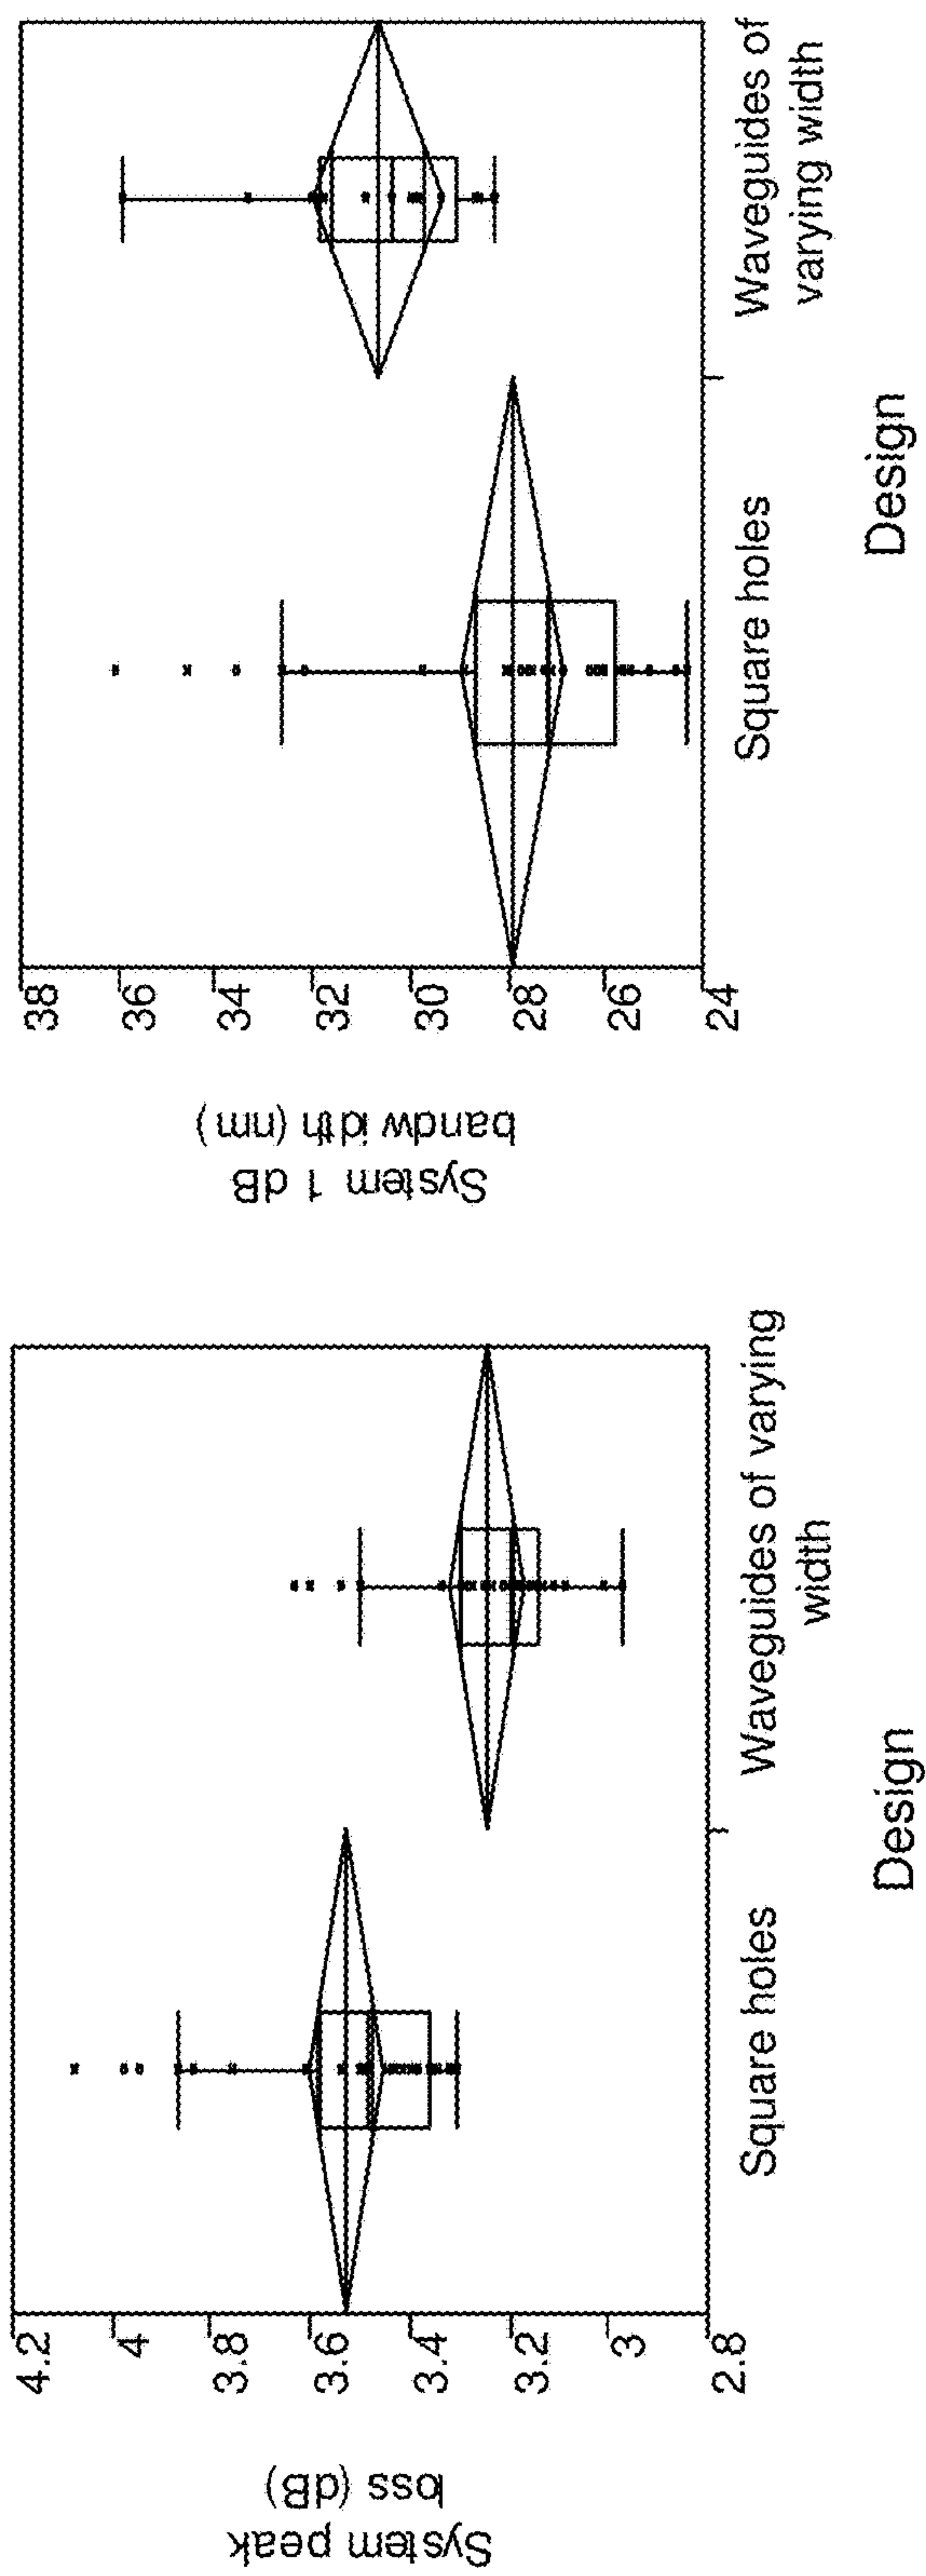 System peak
loss (dB)
4.2
4
3.8
3.6
3.4
3.2
3
2.8
Square holes
Waveguides of varying
width
Design
System 1 dB
bandw idth (nm)
38
36
34
32
30
28
26
24
Square holes
Waveguides of
varying width
Design